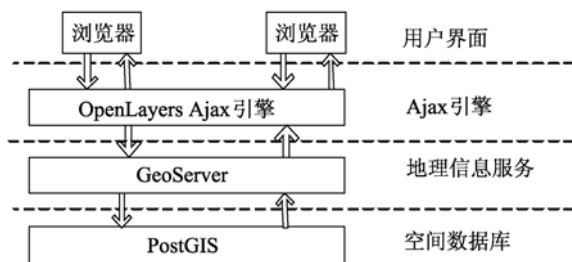 浏览器 浏览器 用户界面
OpenLayers Ajax引擎 Ajax引擎
GeoServer 地理信息服务
PostGIS 空间数据库